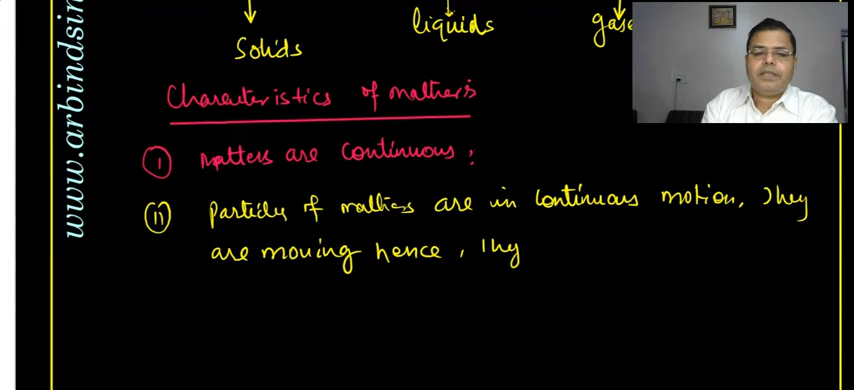 solids
liquids
gase
Characteristics of matters
(i) Matters are continuous :
(ii) Particles of matters are in continuous motion, They
are moving hence, They
www.arbindsin